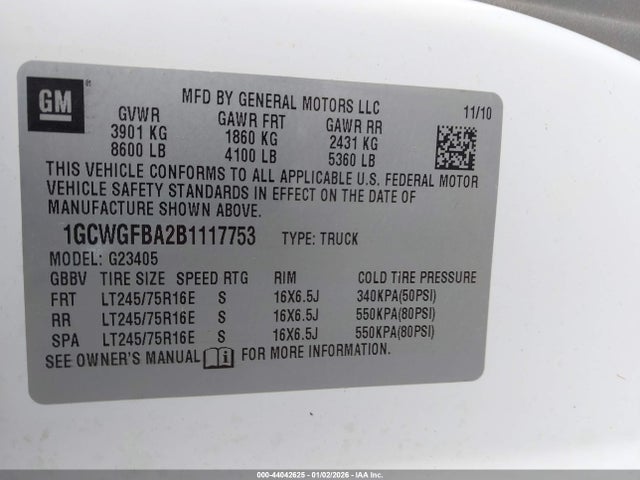 GM
MFD BY GENERAL MOTORS LLC 11/10
GVWR GAWR FRT GAWR RR
3901 KG 1860 KG 2431 KG
8600 LB 4100 LB 5360 LB
THIS VEHICLE CONFORMS TO ALL APPLICABLE U.S. FEDERAL MOTOR
VEHICLE SAFETY STANDARDS IN EFFECT ON THE DATE OF
MANUFACTURE SHOWN ABOVE.
1GCWGFBA2B1117753 TYPE: TRUCK
MODEL: G23405
GBBV TIRE SIZE SPEED RTG RIM COLD TIRE PRESSURE
FRT LT245/75R16E S 16X6.5J 340KPA(50PSI)
RR LT245/75R16E S 16X6.5J 550KPA(80PSI)
SPA LT245/75R16E S 16X6.5J 550KPA(80PSI)
SEE OWNER'S MANUAL i FOR MORE INFORMATION.
000-44042625 - 01/02/2026 - IAA Inc.